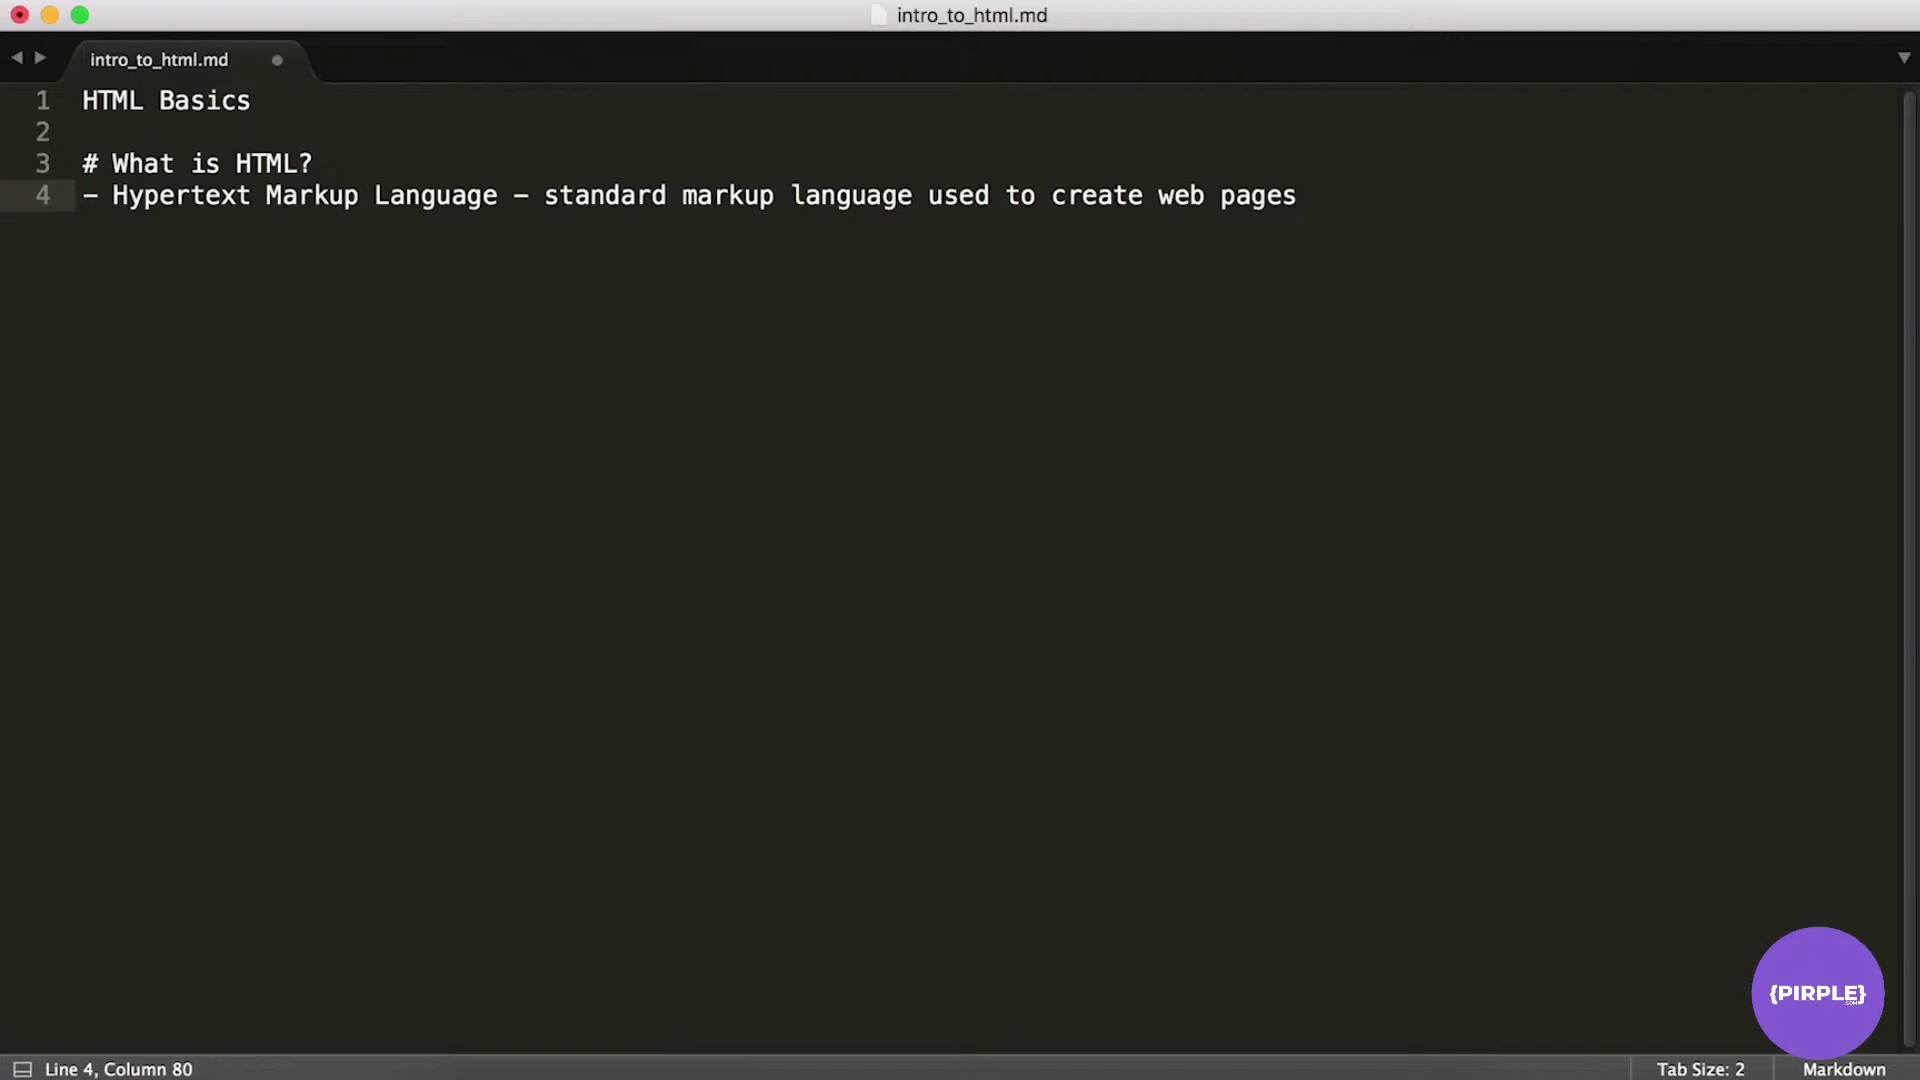 intro_to_html.md
intro_to_html.md
1 HTML Basics
2
3 # What is HTML?
4 - Hypertext Markup Language - standard markup language used to create web pages
{PIRPLE}
.COM
Line 4, Column 80
Tab Size: 2
Markdown